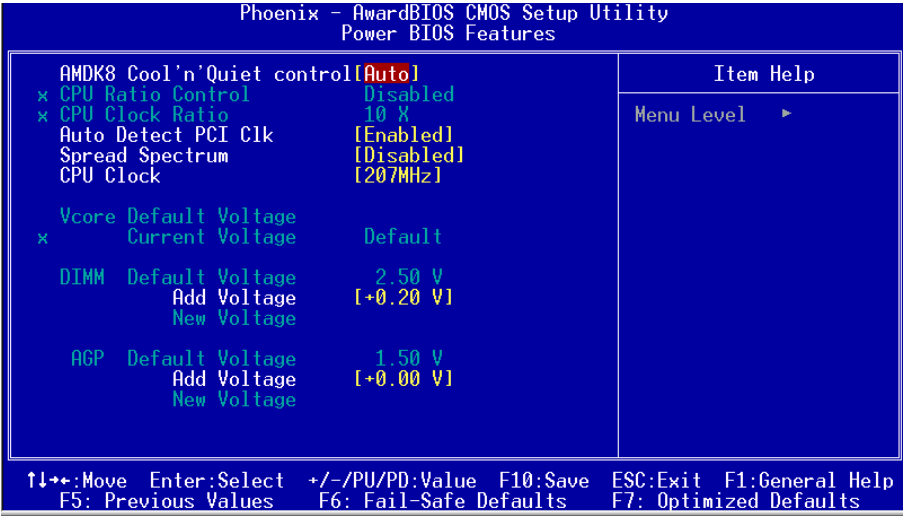 Phoenix - AwardBIOS CMOS Setup Utility
Power BIOS Features
AMDK8 Cool'n'Quiet control[Auto]
x CPU Ratio Control Disabled
x CPU Clock Ratio 10 X
Auto Detect PCI Clk [Enabled]
Spread Spectrum [Disabled]
CPU Clock [207MHz]
Vcore Default Voltage
x Current Voltage Default
DIMM Default Voltage 2.50 V
Add Voltage [+0.20 V]
New Voltage
AGP Default Voltage 1.50 V
Add Voltage [+0.00 V]
New Voltage
Item Help
Menu Level ►
↑↓→←:Move Enter:Select +/-/PU/PD:Value F10:Save ESC:Exit F1:General Help
F5: Previous Values F6: Fail-Safe Defaults F7: Optimized Defaults